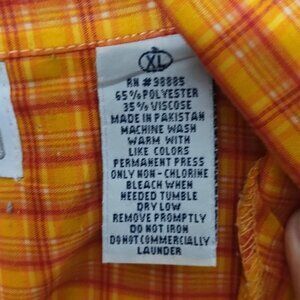 XL
RN #38885
65%POLYESTER
35%VISCOSE
MADE IN PAKISTAN
MACHINE WASH
WARM WITH
LIKE COLORS
PERMANENT PRESS
ONLY NON-CHLORINE
BLEACH WHEN
NEEDED TUMBLE
DRY LOW
REMOVE PROMPTLY
DO NOT IRON
DO NOT COMMERCIALLY
LAUNDER